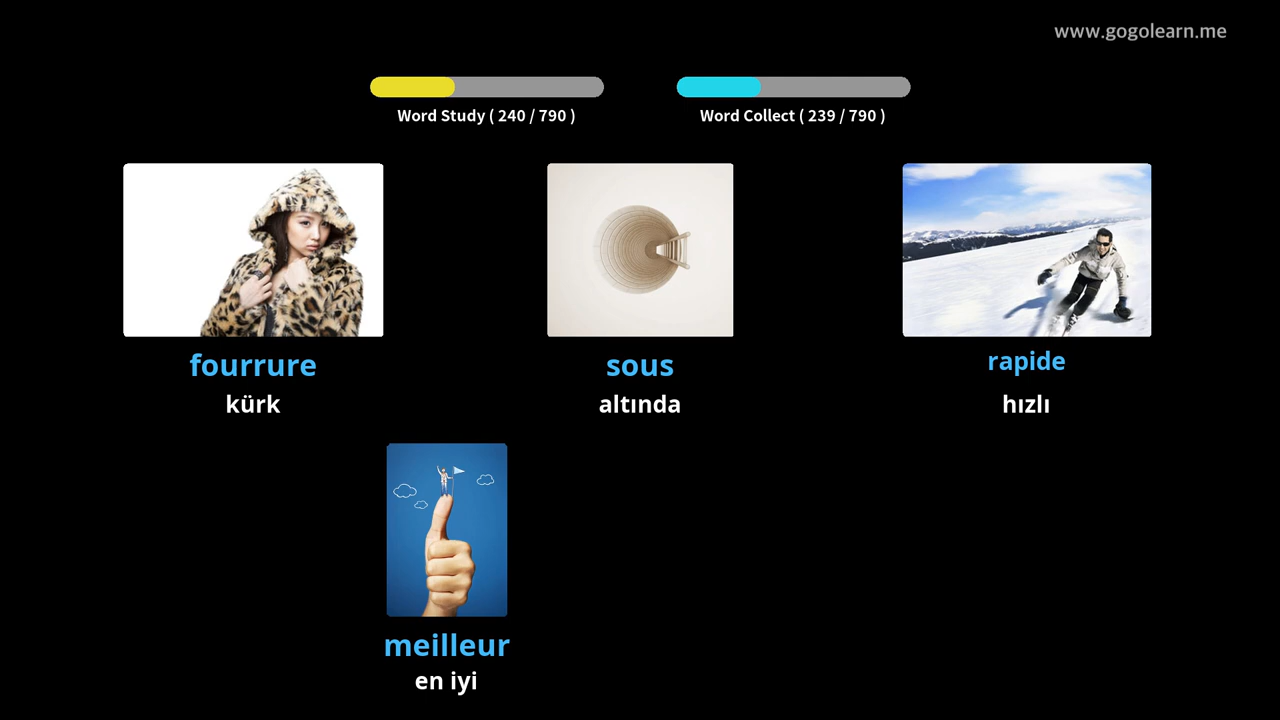 www.gogolearn.me
Word Study ( 240 / 790 )
Word Collect ( 239 / 790 )
fourrure
kürk
sous
altında
rapide
hızlı
meilleur
en iyi